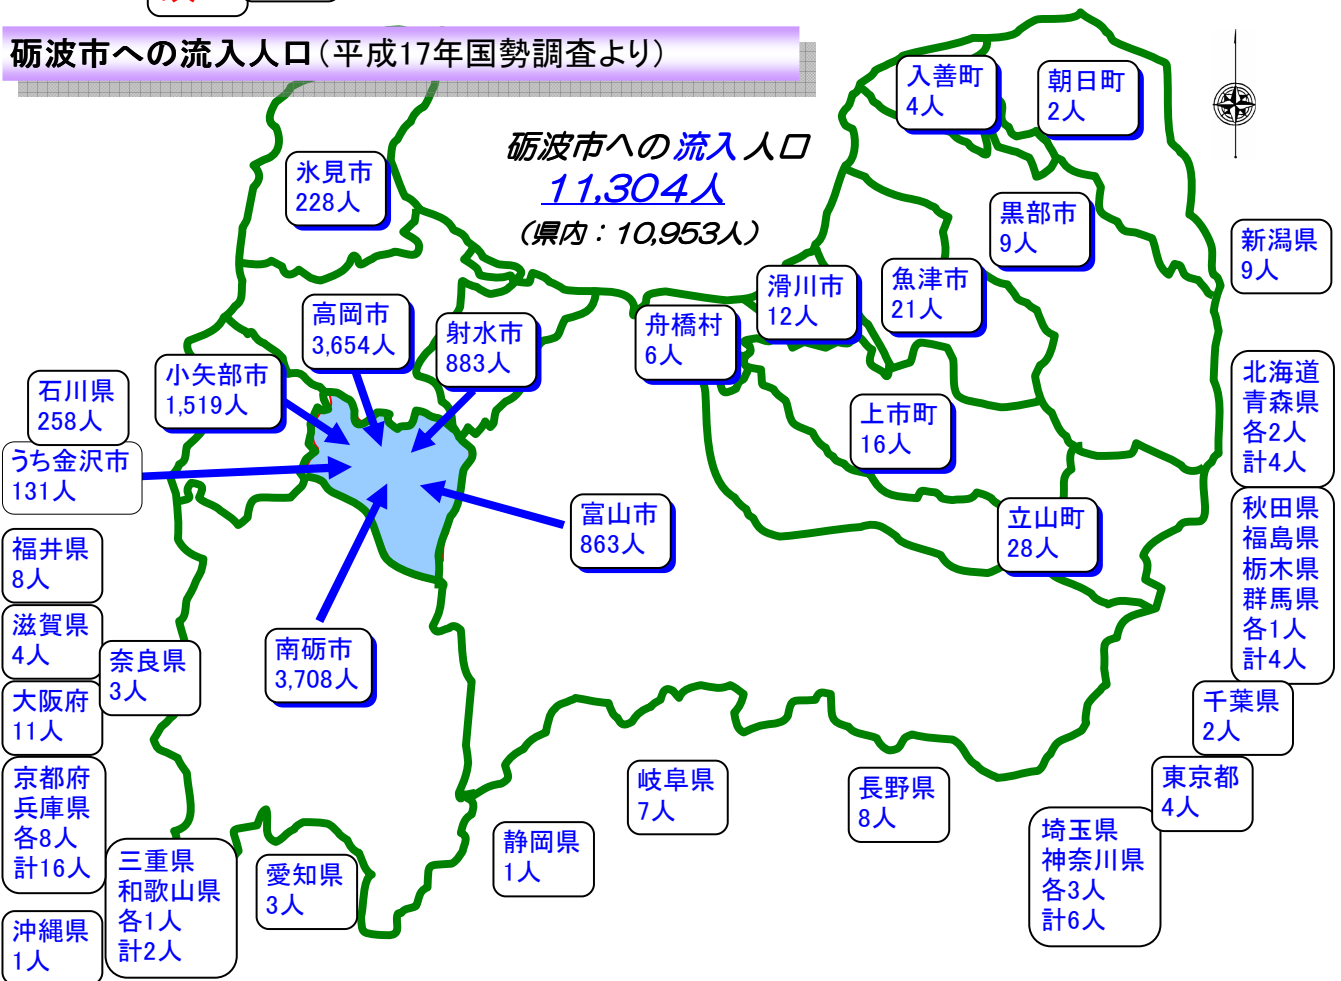 砺波市への流入人口（平成17年国勢調査より）
砺波市への流入人口
11,304人
（県内：10,953人）
入善町
4人
朝日町
2人
氷見市
228人
黒部市
9人
新潟県
9人
高岡市
3,654人
射水市
883人
舟橋村
6人
滑川市
12人
魚津市
21人
小矢部市
1,519人
石川県
258人
うち金沢市
131人
上市町
16人
北海道
青森県
各2人
計4人
富山市
863人
立山町
28人
秋田県
福島県
栃木県
群馬県
各1人
計4人
福井県
8人
滋賀県
4人
奈良県
3人
南砺市
3,708人
大阪府
11人
千葉県
2人
京都府
兵庫県
各8人
計16人
岐阜県
7人
長野県
8人
東京都
4人
静岡県
1人
埼玉県
神奈川県
各3人
計6人
三重県
和歌山県
各1人
計2人
愛知県
3人
沖縄県
1人